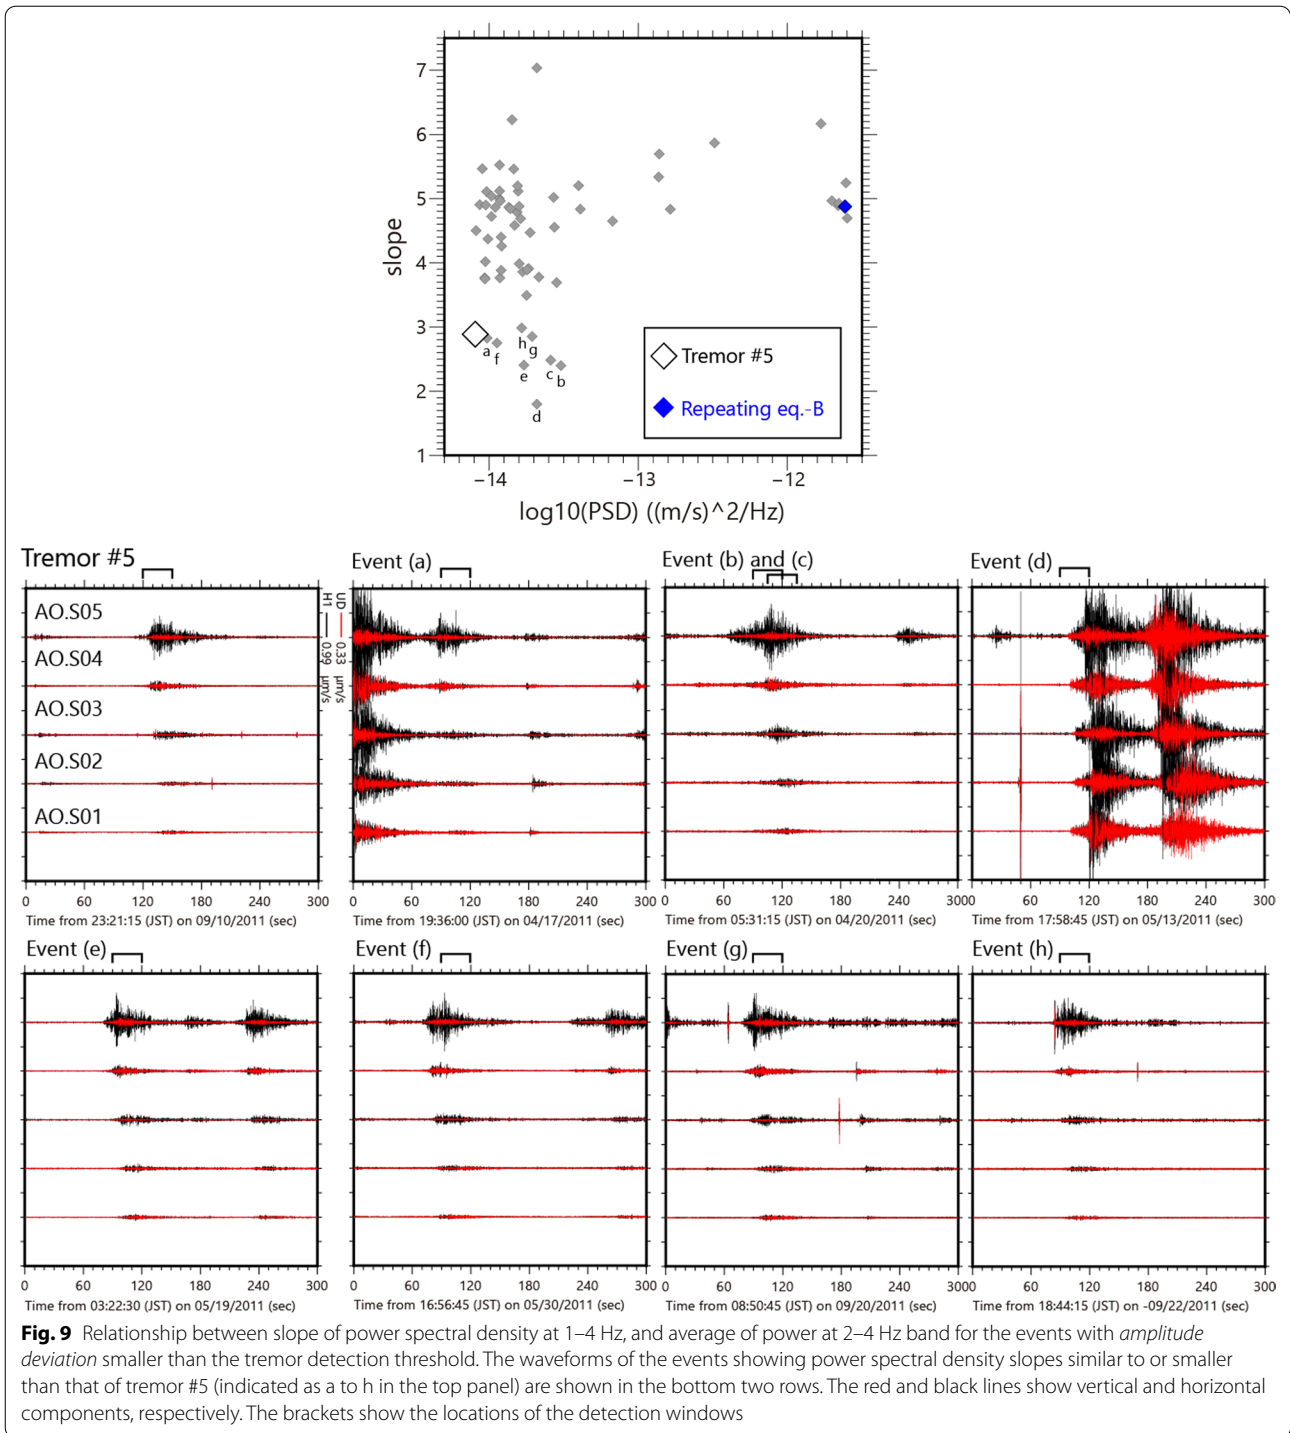 7
6
5
4
3
2
1
slope
a
f
h
g
e
c
b
d
Tremor #5
Repeating eq.-B
−14
−13
−12
log10(PSD) ((m/s)^2/Hz)
Tremor #5
Event (a)
Event (b) and (c)
Event (d)
AO.S05
AO.S04
AO.S03
AO.S02
AO.S01
UD 0.33 μm/s
H1 0.99 μm/s
0 60 120 180 240 300
0 60 120 180 240 300
0 60 120 180 240 300
0 60 120 180 240 300
Time from 23:21:15 (JST) on 09/10/2011 (sec)
Time from 19:36:00 (JST) on 04/17/2011 (sec)
Time from 05:31:15 (JST) on 04/20/2011 (sec)
Time from 17:58:45 (JST) on 05/13/2011 (sec)
Event (e)
Event (f)
Event (g)
Event (h)
0 60 120 180 240 300
0 60 120 180 240 300
0 60 120 180 240 300
0 60 120 180 240 300
Time from 03:22:30 (JST) on 05/19/2011 (sec)
Time from 16:56:45 (JST) on 05/30/2011 (sec)
Time from 08:50:45 (JST) on 09/20/2011 (sec)
Time from 18:44:15 (JST) on -09/22/2011 (sec)
Fig. 9 Relationship between slope of power spectral density at 1–4 Hz, and average of power at 2–4 Hz band for the events with amplitude
deviation smaller than the tremor detection threshold. The waveforms of the events showing power spectral density slopes similar to or smaller
than that of tremor #5 (indicated as a to h in the top panel) are shown in the bottom two rows. The red and black lines show vertical and horizontal
components, respectively. The brackets show the locations of the detection windows